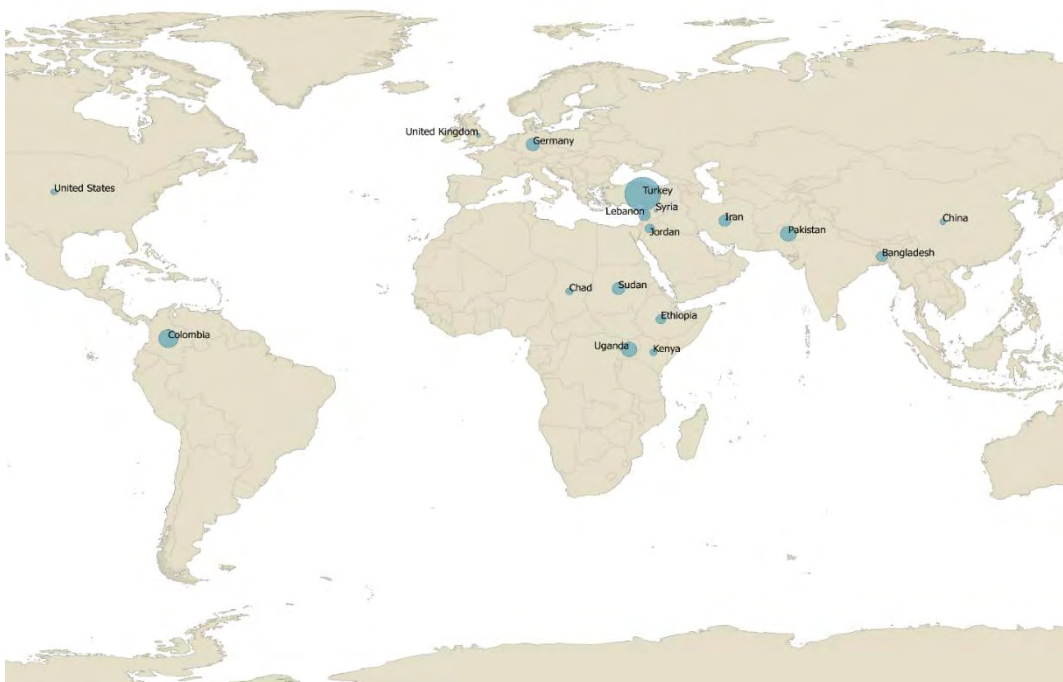 United Kingdom
Germany
United States
Turkey
Syria
Lebanon
Iran
China
Jordan
Pakistan
Bangladesh
Chad
Sudan
Ethiopia
Colombia
Uganda
Kenya